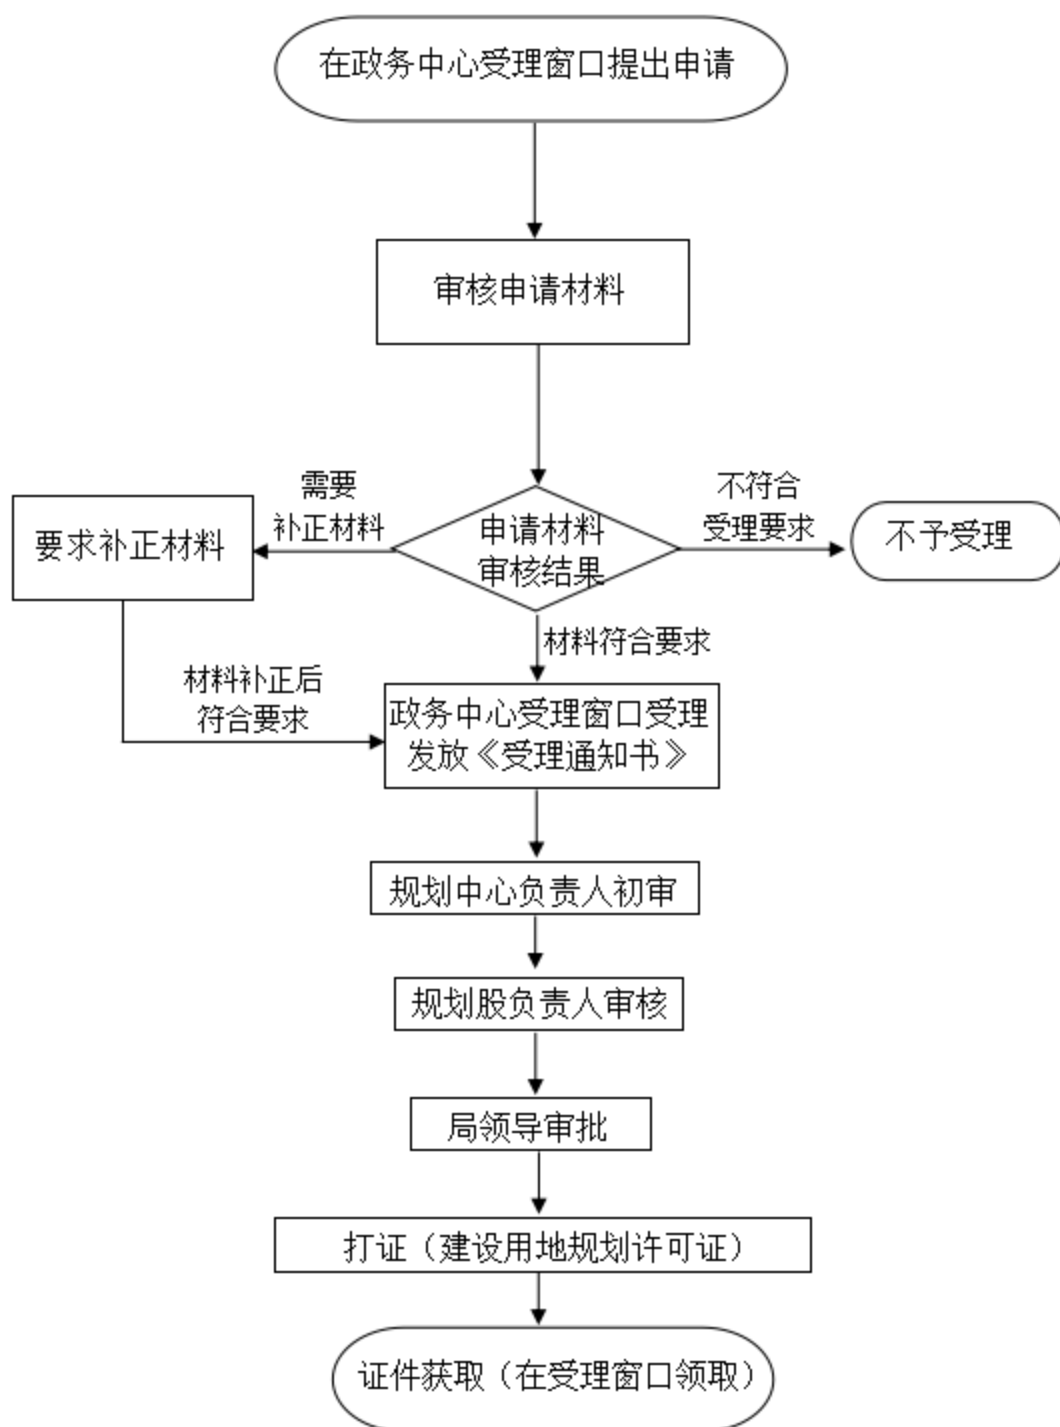 在政务中心受理窗口提出申请
审核申请材料
需要
补正材料
不符合
受理要求
要求补正材料
申请材料
审核结果
不予受理
材料符合要求
材料补正后
符合要求
政务中心受理窗口受理
发放《受理通知书》
规划中心负责人初审
规划股负责人审核
局领导审批
打证（建设用地规划许可证）
证件获取（在受理窗口领取）